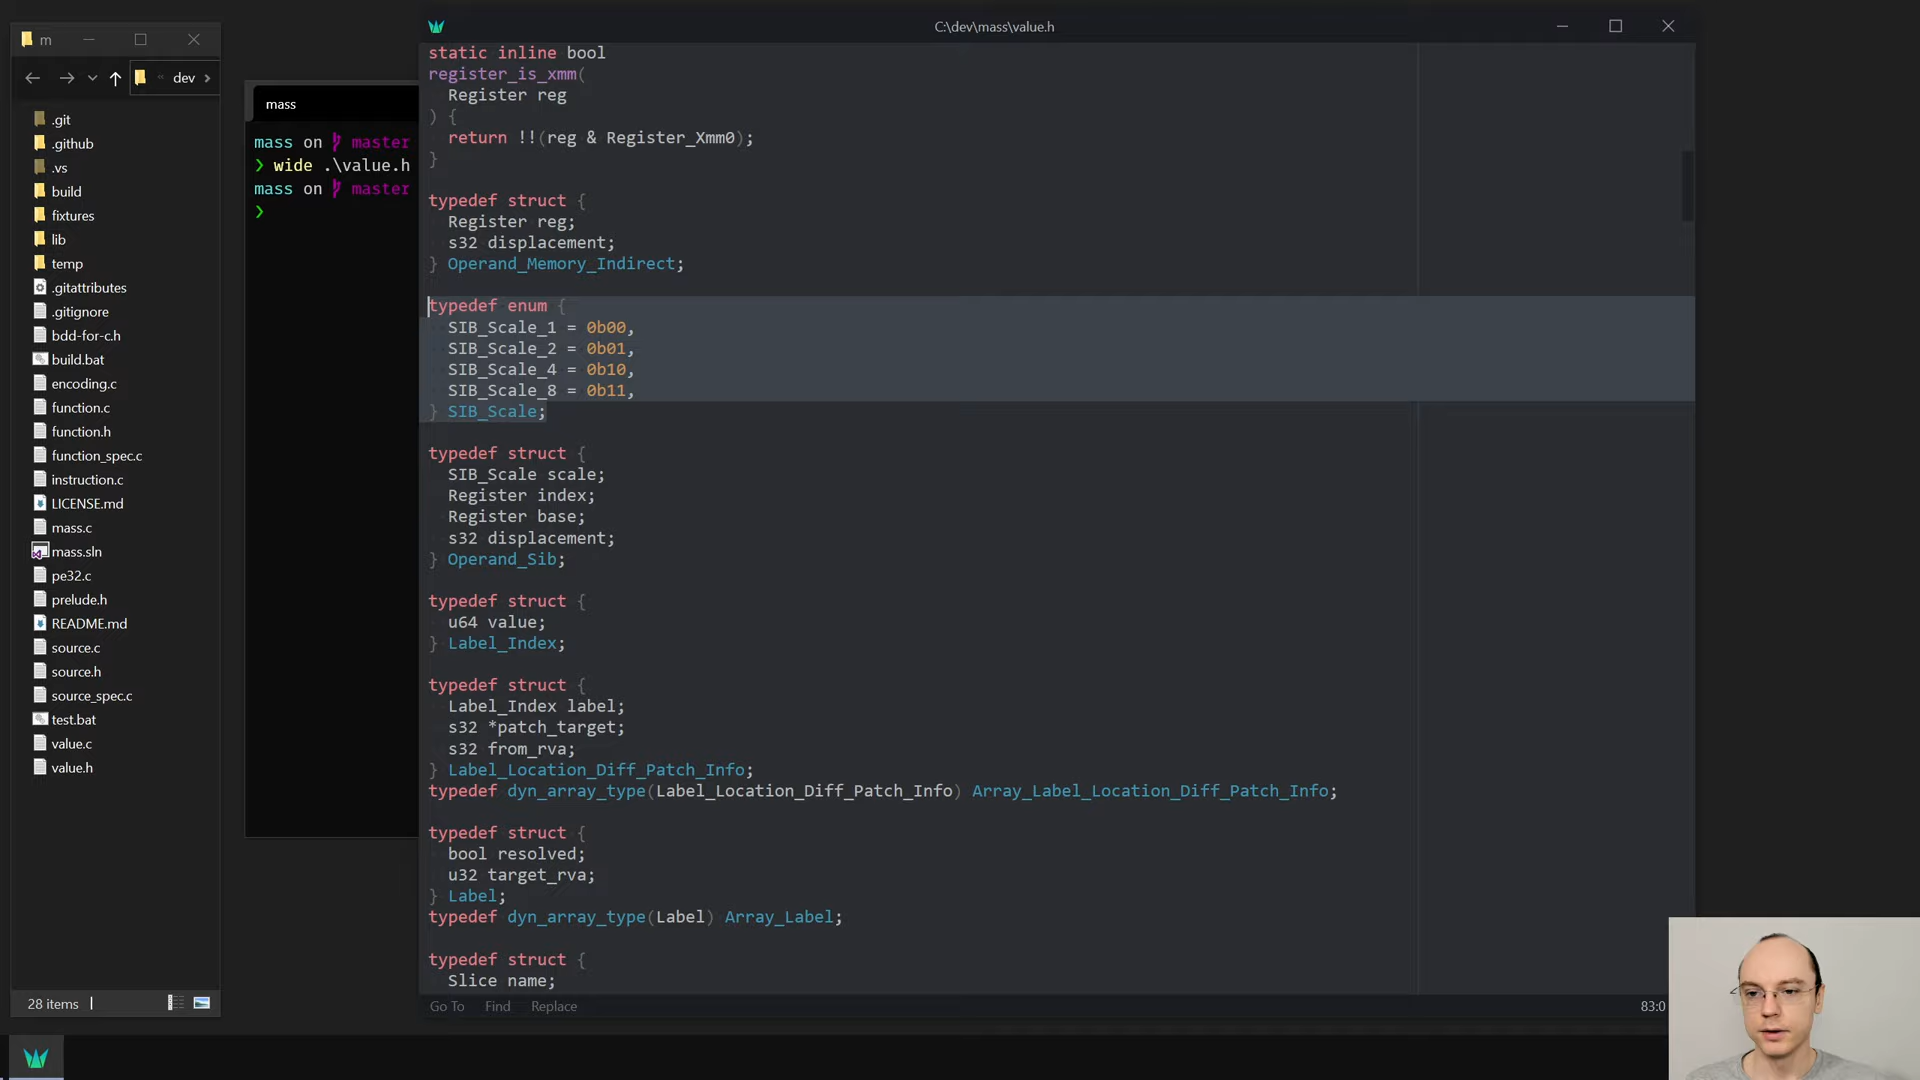 m
dev
.git
.github
.vs
build
fixtures
lib
temp
.gitattributes
.gitignore
bdd-for-c.h
build.bat
encoding.c
function.c
function.h
function_spec.c
instruction.c
LICENSE.md
mass.c
mass.sln
pe32.c
prelude.h
README.md
source.c
source.h
source_spec.c
test.bat
value.c
value.h
28 items
mass
mass on master
❯ wide .\value.h
mass on master
❯
C:\dev\mass\value.h
static inline bool
register_is_xmm(
Register reg
) {
return !!(reg & Register_Xmm0);
}
typedef struct {
Register reg;
s32 displacement;
} Operand_Memory_Indirect;
typedef enum {
SIB_Scale_1 = 0b00,
SIB_Scale_2 = 0b01,
SIB_Scale_4 = 0b10,
SIB_Scale_8 = 0b11,
} SIB_Scale;
typedef struct {
SIB_Scale scale;
Register index;
Register base;
s32 displacement;
} Operand_Sib;
typedef struct {
u64 value;
} Label_Index;
typedef struct {
Label_Index label;
s32 *patch_target;
s32 from_rva;
} Label_Location_Diff_Patch_Info;
typedef dyn_array_type(Label_Location_Diff_Patch_Info) Array_Label_Location_Diff_Patch_Info;
typedef struct {
bool resolved;
u32 target_rva;
} Label;
typedef dyn_array_type(Label) Array_Label;
typedef struct {
Slice name;
Go To Find Replace
83:0